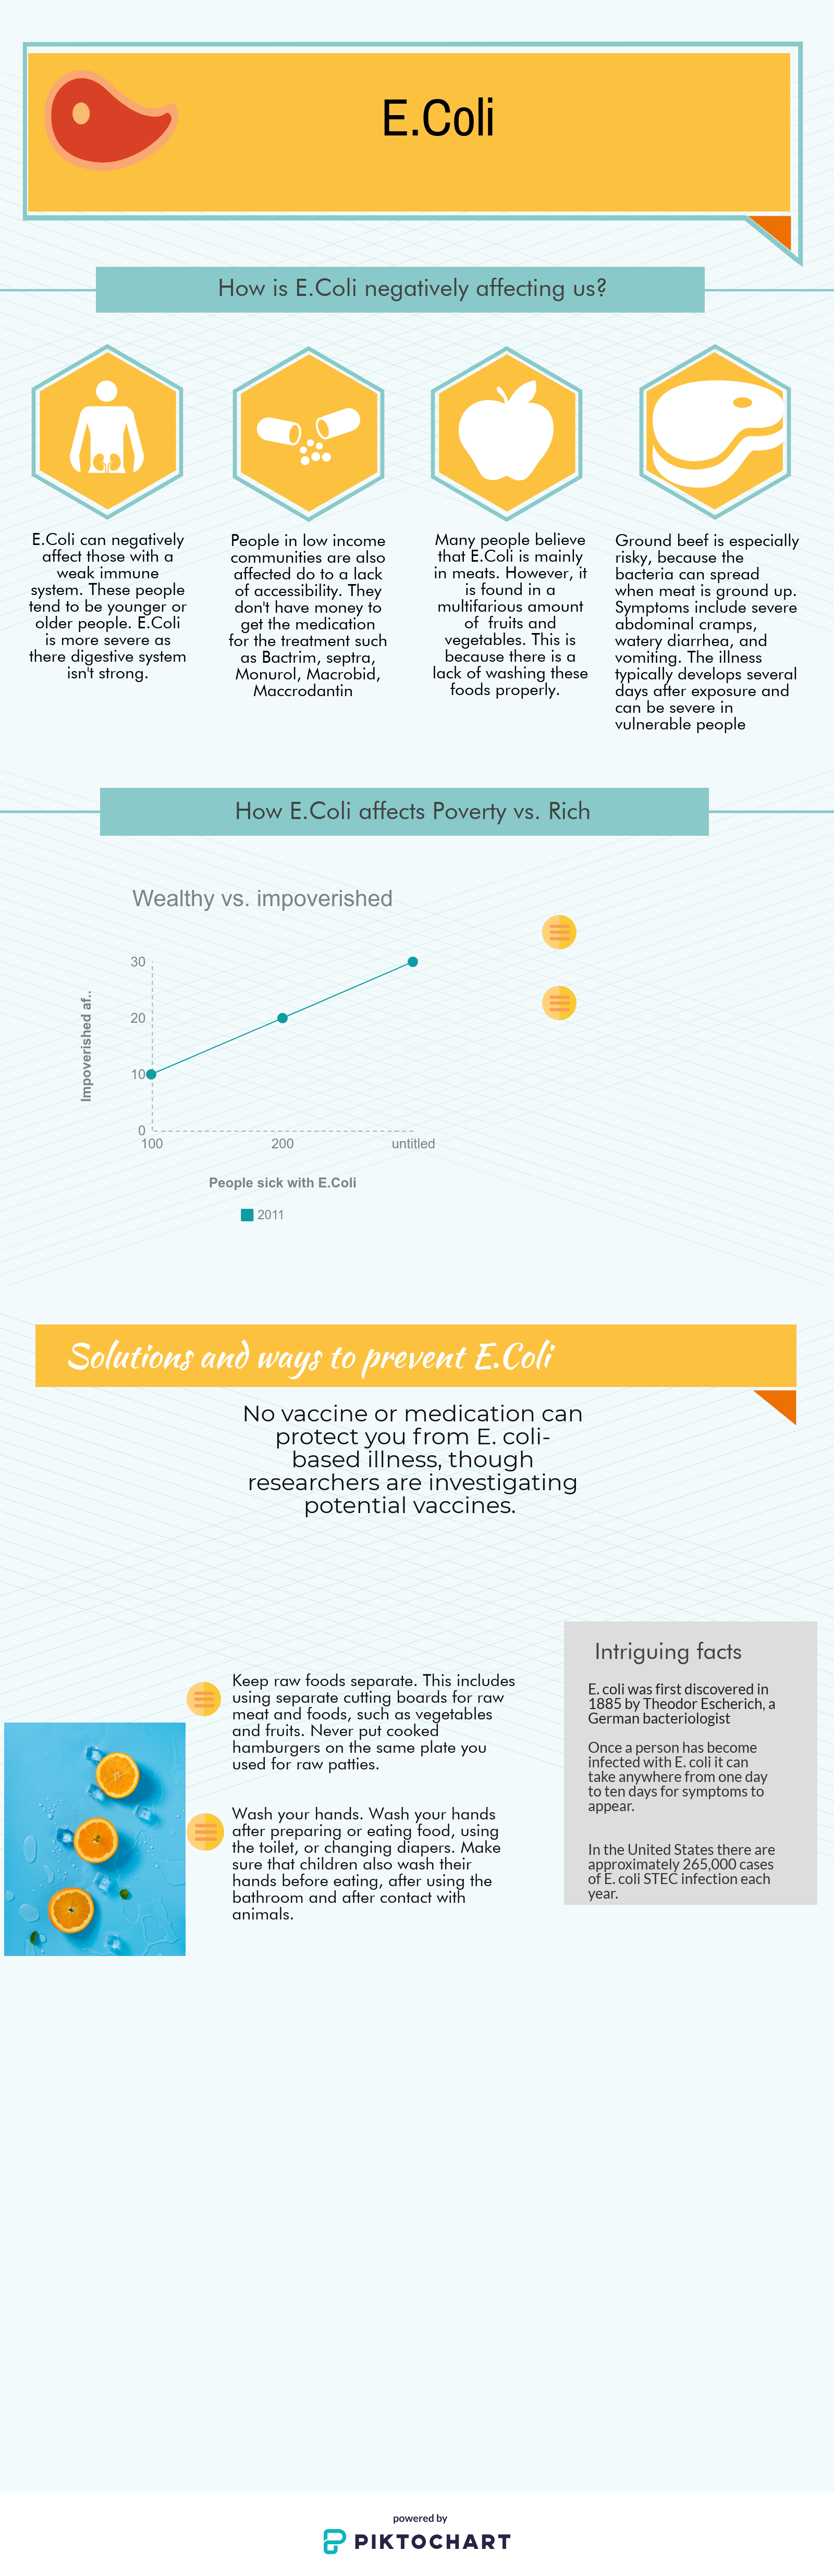 E.Coli
How is E.Coli negatively affecting us?
E.Coli can negatively
affect those with a
weak immune
system. These people
tend to be younger or
older people. E.Coli
is more severe as
there digestive system
isn't strong.
People in low income
communities are also
affected do to a lack
of accessibility. They
don't have money to
get the medication
for the treatment such
as Bactrim, septra,
Monurol, Macrobid,
Maccrodantin
Many people believe
that E.Coli is mainly
in meats. However, it
is found in a
multifarious amount
of fruits and
vegetables. This is
because there is a
lack of washing these
foods properly.
Ground beef is especially
risky, because the
bacteria can spread
when meat is ground up.
Symptoms include severe
abdominal cramps,
watery diarrhea, and
vomiting. The illness
typically develops several
days after exposure and
can be severe in
vulnerable people
How E.Coli affects Poverty vs. Rich
Wealthy vs. impoverished
Impoverished af..
30
20
10
0
100 200 untitled
People sick with E.Coli
2011
Solutions and ways to prevent E.Coli
No vaccine or medication can
protect you from E. coli-
based illness, though
researchers are investigating
potential vaccines.
Keep raw foods separate. This includes
using separate cutting boards for raw
meat and foods, such as vegetables
and fruits. Never put cooked
hamburgers on the same plate you
used for raw patties.
Wash your hands. Wash your hands
after preparing or eating food, using
the toilet, or changing diapers. Make
sure that children also wash their
hands before eating, after using the
bathroom and after contact with
animals.
Intriguing facts
E. coli was first discovered in
1885 by Theodor Escherich, a
German bacteriologist
Once a person has become
infected with E. coli it can
take anywhere from one day
to ten days for symptoms to
appear.
In the United States there are
approximately 265,000 cases
of E. coli STEC infection each
year.
powered by
PIKTOCHART